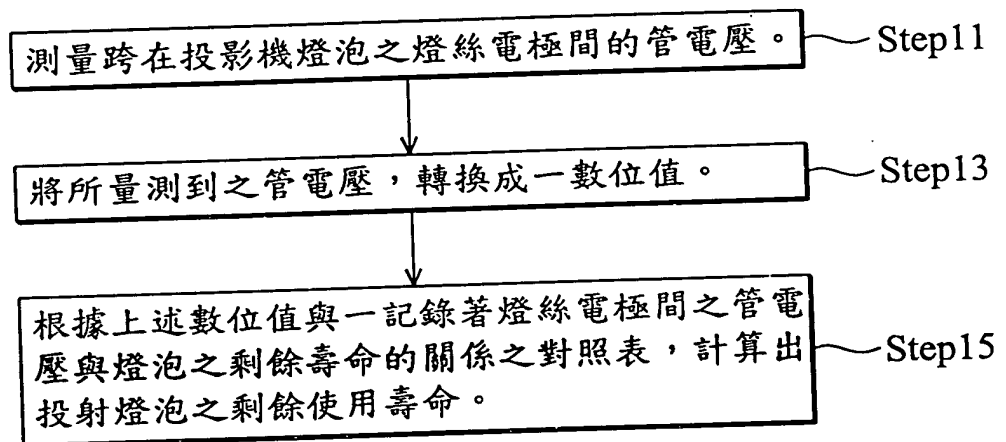 測量跨在投影機燈泡之燈絲電極間的管電壓。
Step11
將所量測到之管電壓，轉換成一數位值。
Step13
根據上述數位值與一記錄著燈絲電極間之管電
壓與燈泡之剩餘壽命的關係之對照表，計算出
投射燈泡之剩餘使用壽命。
Step15